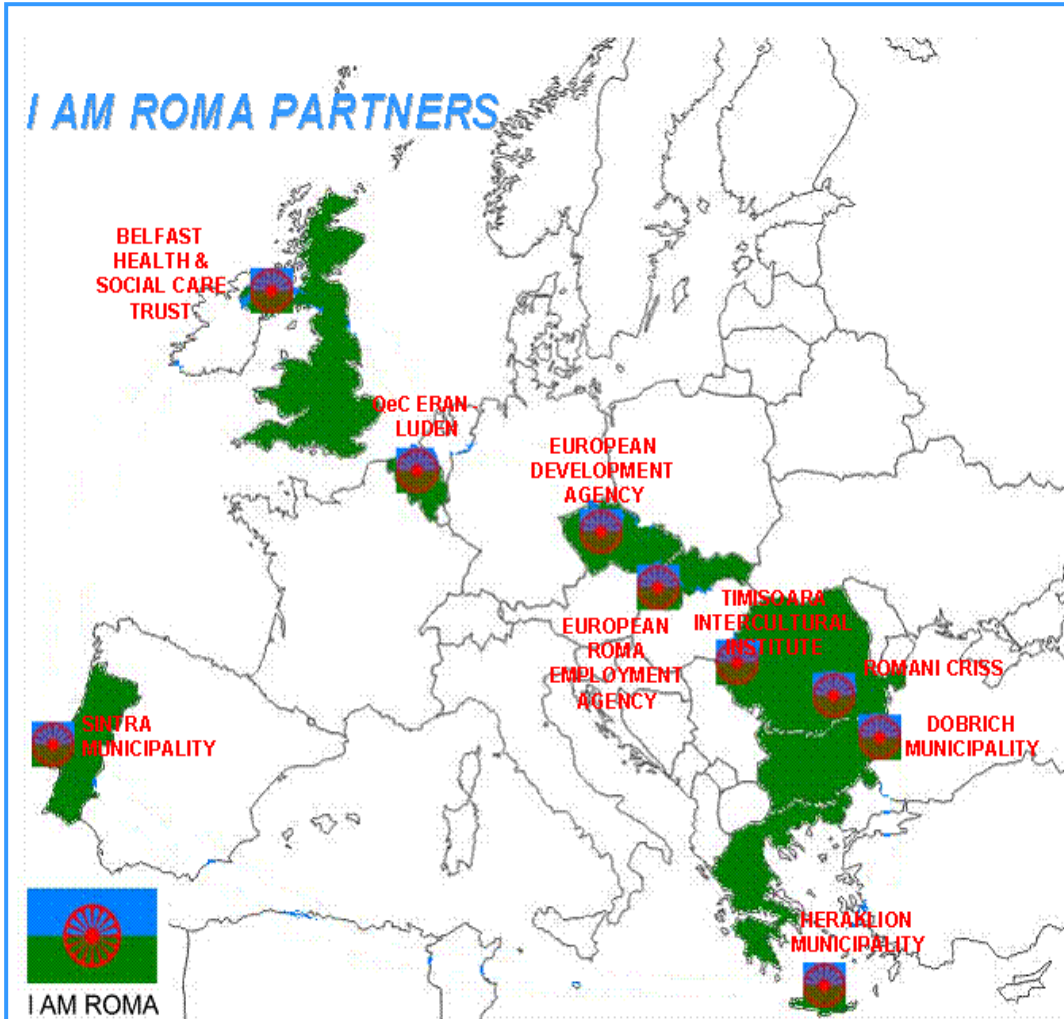 I AM ROMA PARTNERS
BELFAST
HEALTH &
SOCIAL CARE
TRUST
QeC ERAN -
LUDEN
EUROPEAN
DEVELOPMENT
AGENCY
EUROPEAN
ROMA
EMPLOYMENT
AGENCY
TIMISOARA
INTERCULTURAL
INSTITUTE
ROMANI CRISS
DOBRICH
MUNICIPALITY
SINTRA
MUNICIPALITY
HERAKLION
MUNICIPALITY
I AM ROMA